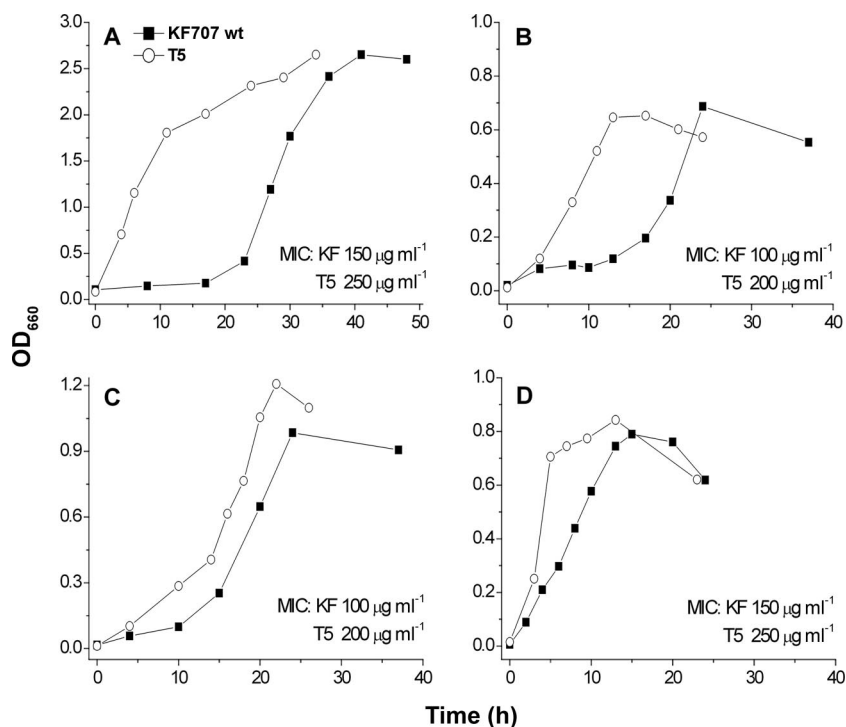 A
KF707 wt
T5
3.0
2.5
2.0
1.5
1.0
0.5
0.0
MIC: KF 150 μg ml⁻¹
T5 250 μg ml⁻¹
0 10 20 30 40 50
B
1.0
0.8
0.6
0.4
0.2
0.0
MIC: KF 100 μg ml⁻¹
T5 200 μg ml⁻¹
0 10 20 30 40
OD₆₆₀
C
1.2
0.9
0.6
0.3
0.0
MIC: KF 100 μg ml⁻¹
T5 200 μg ml⁻¹
0 10 20 30 40
D
1.0
0.8
0.6
0.4
0.2
0.0
MIC: KF 150 μg ml⁻¹
T5 250 μg ml⁻¹
0 10 20 30 40
Time (h)